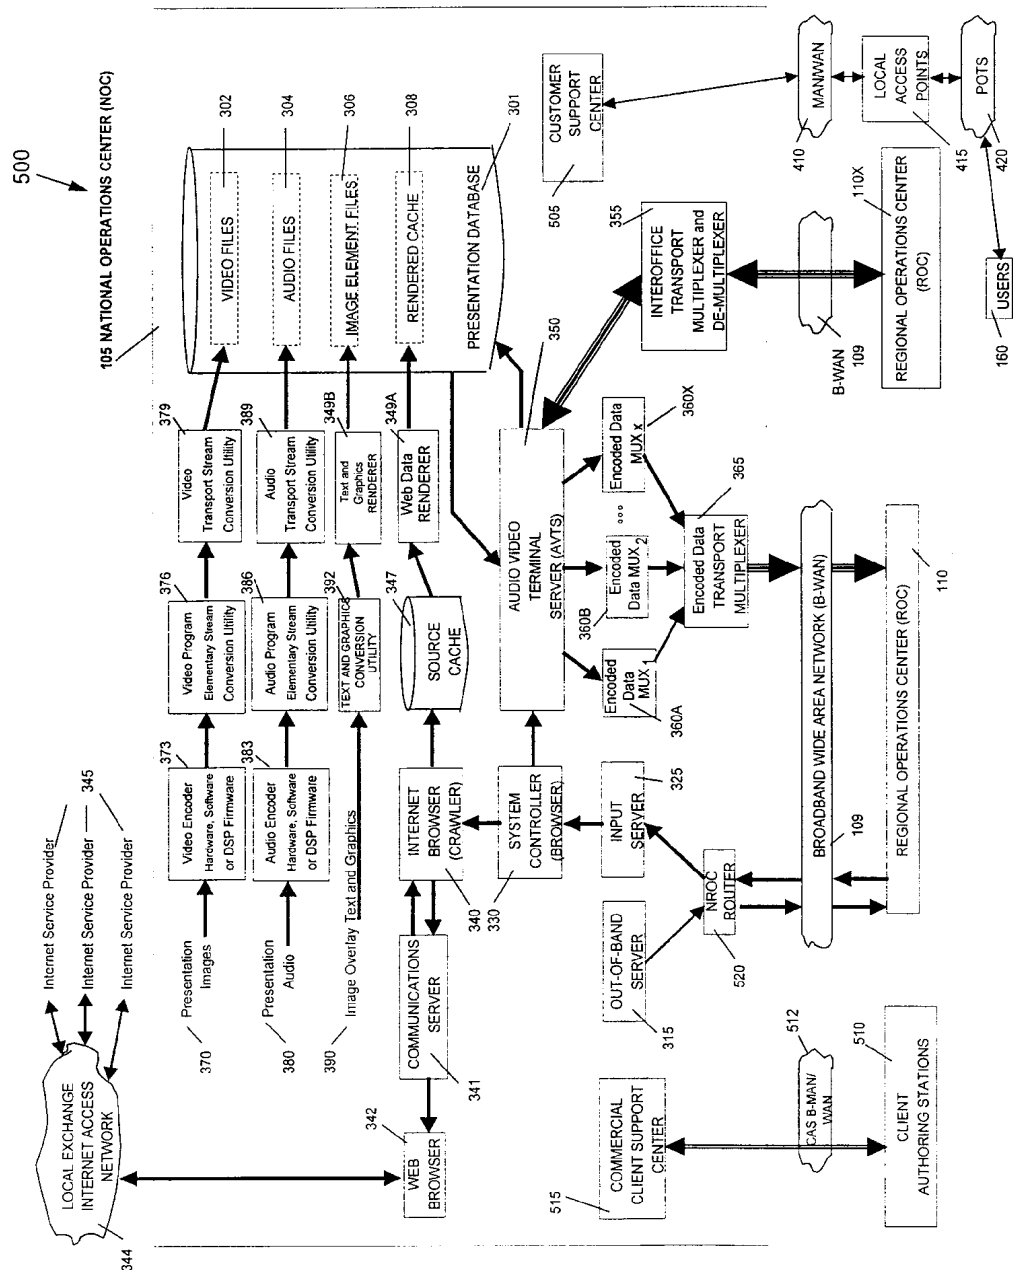 500
105 NATIONAL OPERATIONS CENTER (NOC)
LOCAL EXCHANGE
INTERNET ACCESS
NETWORK
344
Internet Service Provider
Internet Service Provider
Internet Service Provider
345
Presentation
Images
370
Video Encoder
Hardware, Software
or DSP Firmware
373
Video Program
Elementary Stream
Conversion Utility
376
Video
Transport Stream
Conversion Utility
379
VIDEO FILES
302
Presentation
Audio
380
Audio Encoder
Hardware, Software
or DSP Firmware
383
Audio Program
Elementary Stream
Conversion Utility
386
Audio
Transport Stream
Conversion Utility
389
AUDIO FILES
304
390
Image Overlay Text and Graphics
TEXT AND GRAPHICS
CONVERSION
UTILITY
392
Text and
Graphics
RENDERER
349B
IMAGE ELEMENT FILES
306
WEB
BROWSER
342
COMMUNICATIONS
SERVER
341
INTERNET
BROWSER
(CRAWLER)
340
SOURCE
CACHE
347
Web Data
RENDERER
349A
RENDERED CACHE
308
PRESENTATION DATABASE
301
SYSTEM
CONTROLLER
(BROWSER)
330
AUDIO VIDEO
TERMINAL
SERVER (AVTS)
350
CUSTOMER
SUPPORT
CENTER
505
COMMERCIAL
CLIENT SUPPORT
CENTER
515
OUT-OF-BAND
SERVER
315
INPUT
SERVER
325
Encoded
Data
MUX 1
360A
Encoded
Data MUX 2
360B
Encoded Data
MUX X
360X
INTEROFFICE
TRANSPORT
MULTIPLEXER and
DE-MULTIPLEXER
355
NROC
ROUTER
520
Encoded Data
TRANSPORT
MULTIPLEXER
365
CAS B-MAN/
WAN
512
BROADBAND WIDE AREA NETWORK (B-WAN)
109
B-WAN
109
MAN/WAN
410
CLIENT
AUTHORING STATIONS
510
REGIONAL OPERATIONS CENTER (ROC)
110
REGIONAL OPERATIONS CENTER
(ROC)
110X
LOCAL
ACCESS
POINTS
415
POTS
420
USERS
160